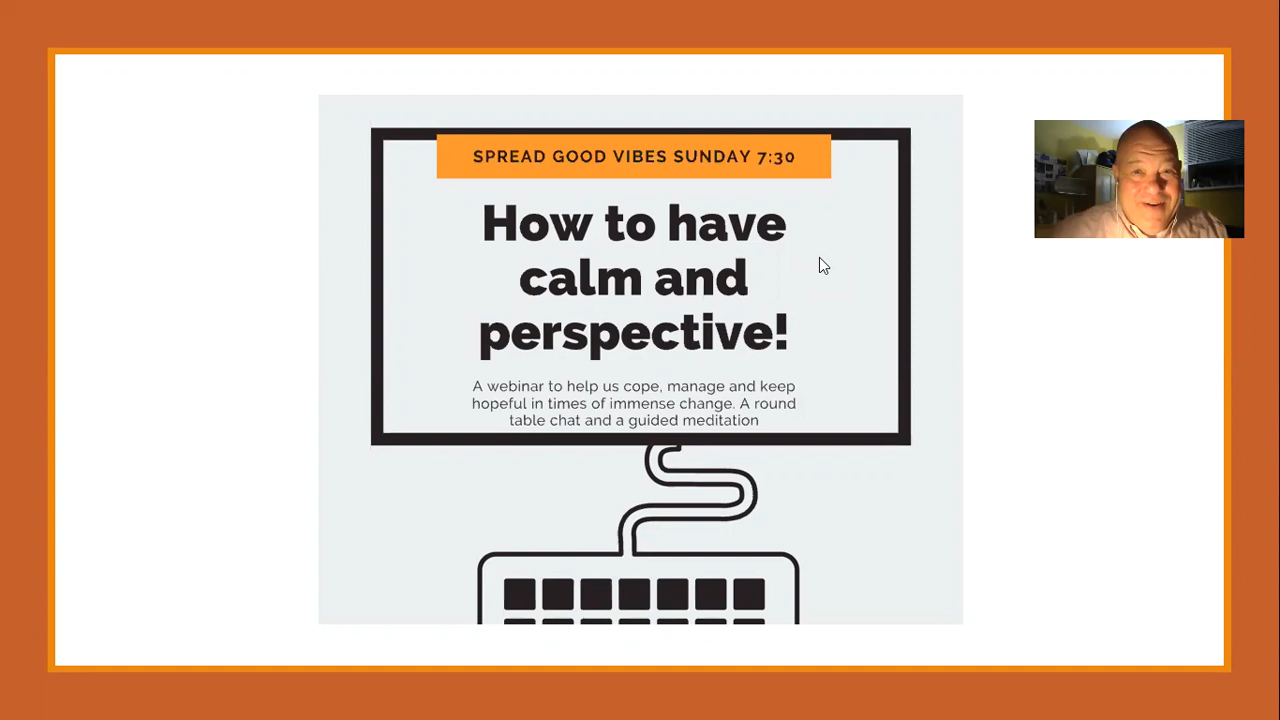 SPREAD GOOD VIBES SUNDAY 7:30
How to have
calm and
perspective!
A webinar to help us cope, manage and keep
hopeful in times of immense change. A round
table chat and a guided meditation